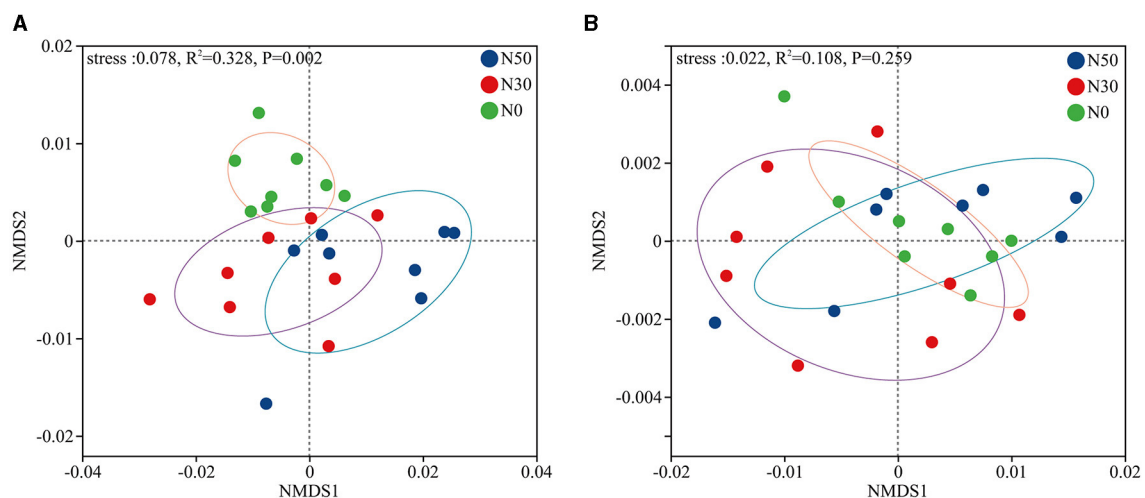 A
stress :0.078, R²=0.328, P=0.002
N50
N30
N0
0.02
0.01
0
-0.01
-0.02
NMDS2
-0.04
-0.02
0
0.02
0.04
NMDS1
B
stress :0.022, R²=0.108, P=0.259
N50
N30
N0
0.004
0.002
0
-0.002
-0.004
NMDS2
-0.02
-0.01
0
0.01
0.02
NMDS1